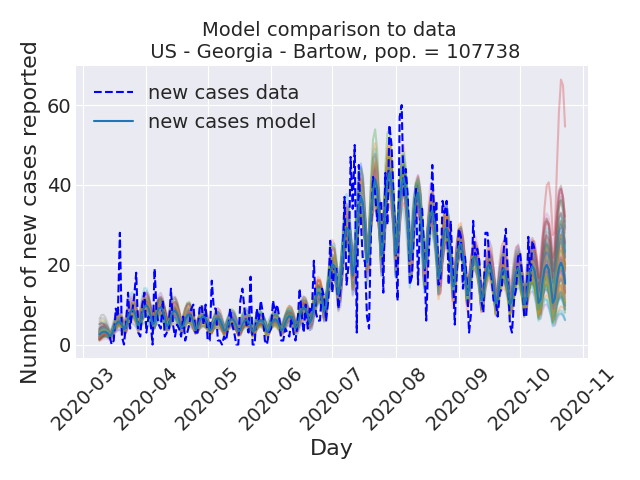 Model comparison to data
US - Georgia - Bartow, pop. = 107738
Number of new cases reported
60
40
20
0
new cases data
new cases model
2020-03
2020-04
2020-05
2020-06
2020-07
2020-08
2020-09
2020-10
2020-11
Day